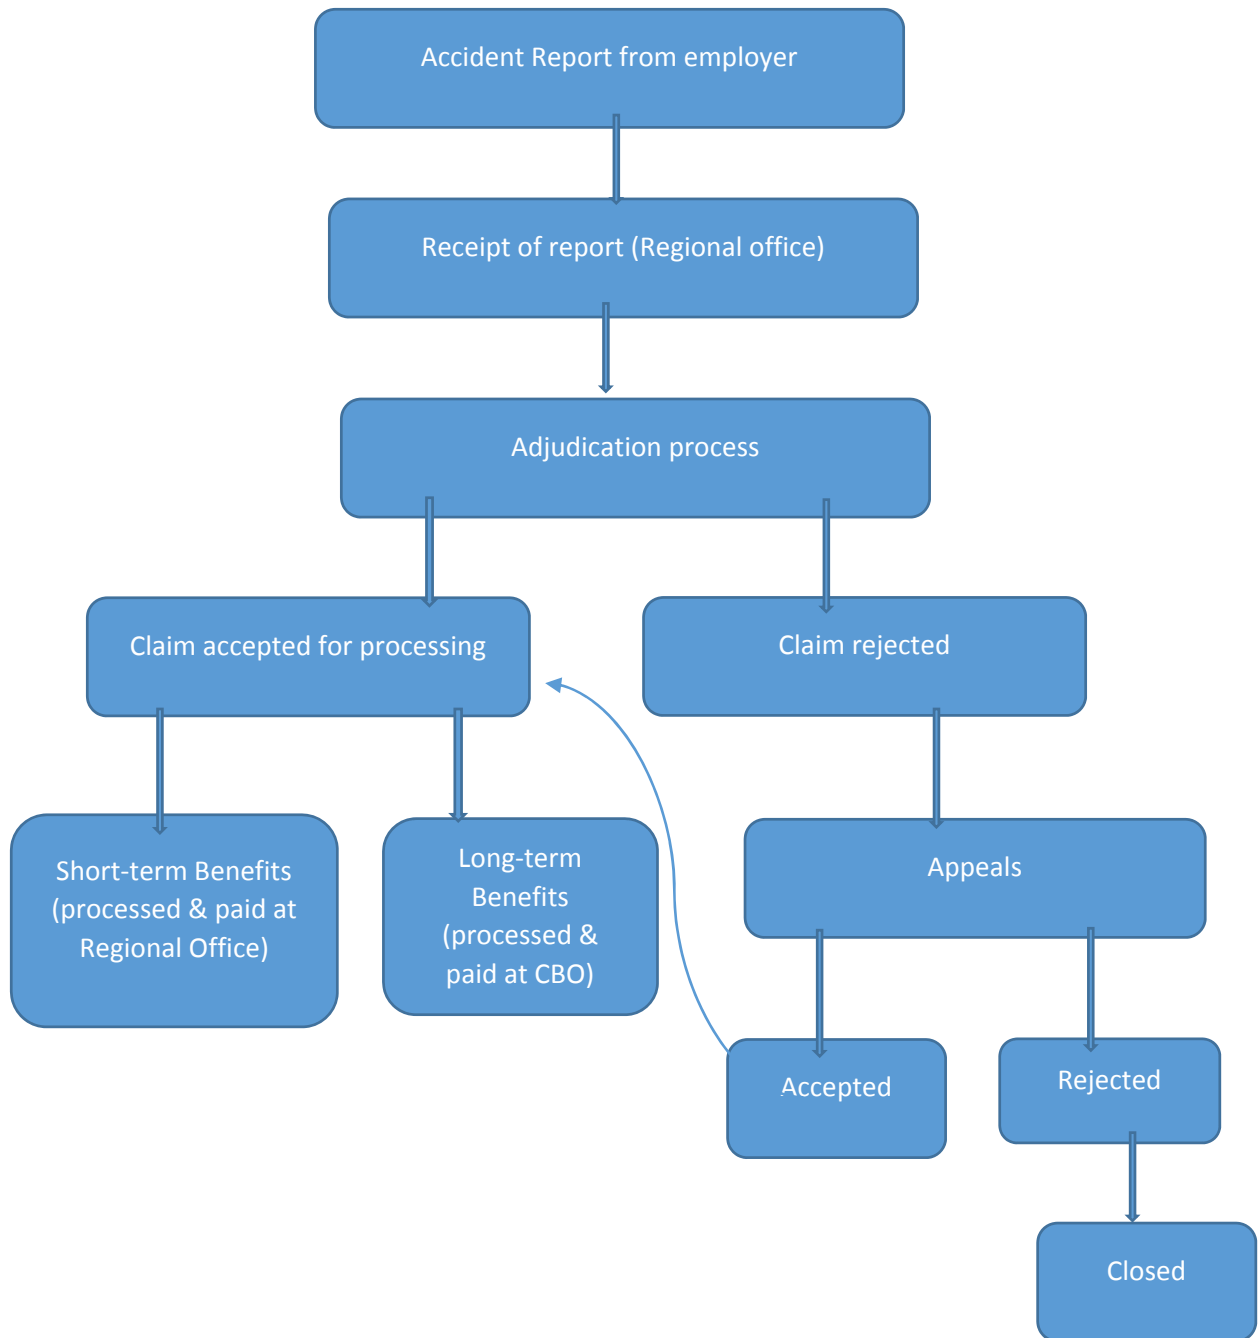 Accident Report from employer
Receipt of report (Regional office)
Adjudication process
Claim accepted for processing
Claim rejected
Short-term Benefits
(processed & paid at
Regional Office)
Long-term
Benefits
(processed &
paid at CBO)
Appeals
Accepted
Rejected
Closed